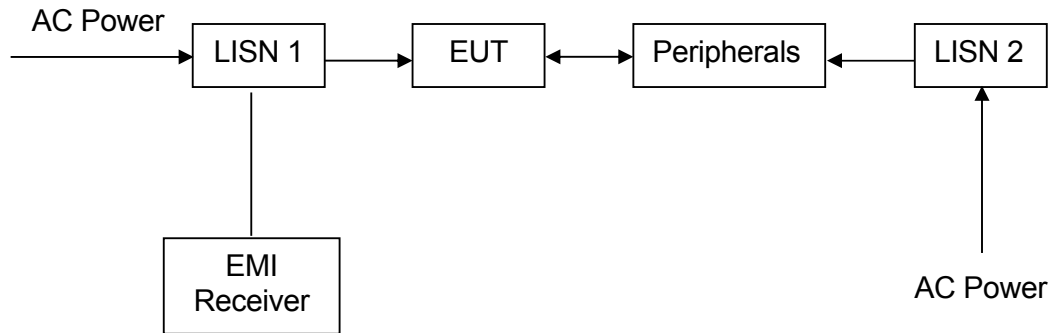 AC Power
LISN 1
EUT
Peripherals
LISN 2
EMI
Receiver
AC Power